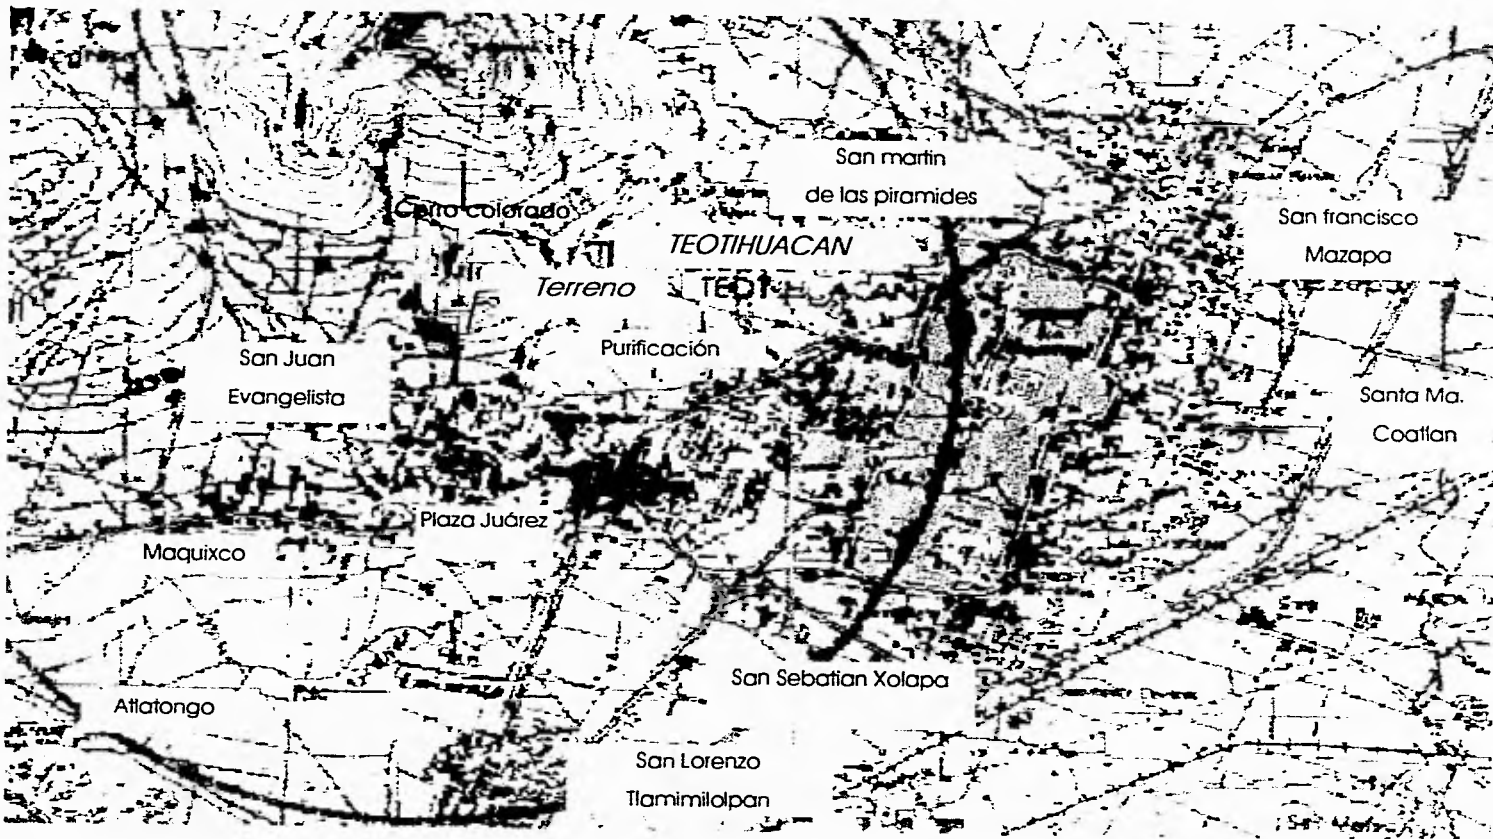 San martin
de las piramides
Cerro colorado
San francisco
Mazapa
TEOTIHUACAN
Terreno
TEOT
San Juan
Evangelista
Purificación
Santa Ma.
Coatlan
Plaza Juárez
Maquixco
San Sebatian Xolapa
Atlatongo
San Lorenzo
Tlamimilolpan